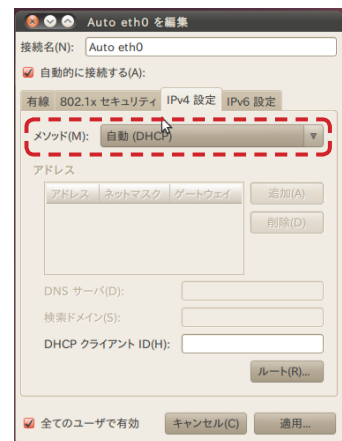 Auto eth0 を編集
接続名(N): Auto eth0
自動的に接続する(A):
有線 802.1x セキュリティ IPv4 設定 IPv6 設定
メソッド(M): 自動 (DHCP)
アドレス
アドレス ネットマスク ゲートウェイ 追加(A)
削除(D)
DNS サーバ(D):
検索ドメイン(S):
DHCP クライアント ID(H):
ルート(R)...
全てのユーザで有効 キャンセル(C) 適用...